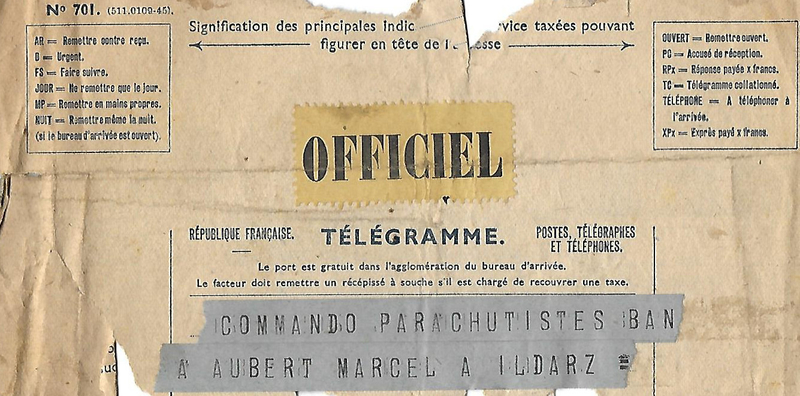 Nº 701. (511.0109-45).
Signification des principales indic service taxées pouvant
figurer en tête de l'adresse
AR = Remettre contre reçu.
D = Urgent.
FS = Faire suivre.
JOUR = Ne remettre que le jour.
MP = Remettre en mains propres.
NUIT = Remettre même la nuit.
(si le bureau d'arrivée est ouvert).
OUVERT = Remettre ouvert.
PC = Accusé de réception.
RPx = Réponse payée x francs.
TC = Télégramme collationné.
TÉLÉPHONE = A téléphoner à
l'arrivée.
XPx = Exprès payé x francs.
OFFICIEL
RÉPUBLIQUE FRANÇAISE.
TÉLÉGRAMME.
POSTES, TÉLÉGRAPHES
ET TÉLÉPHONES.
Le port est gratuit dans l'agglomération du bureau d'arrivée.
Le facteur doit remettre un récépissé à souche s'il est chargé de recouvrer une taxe.
COMMANDO PARACHUTISTES BAN
A AUBERT MARCEL A ILDARZ =